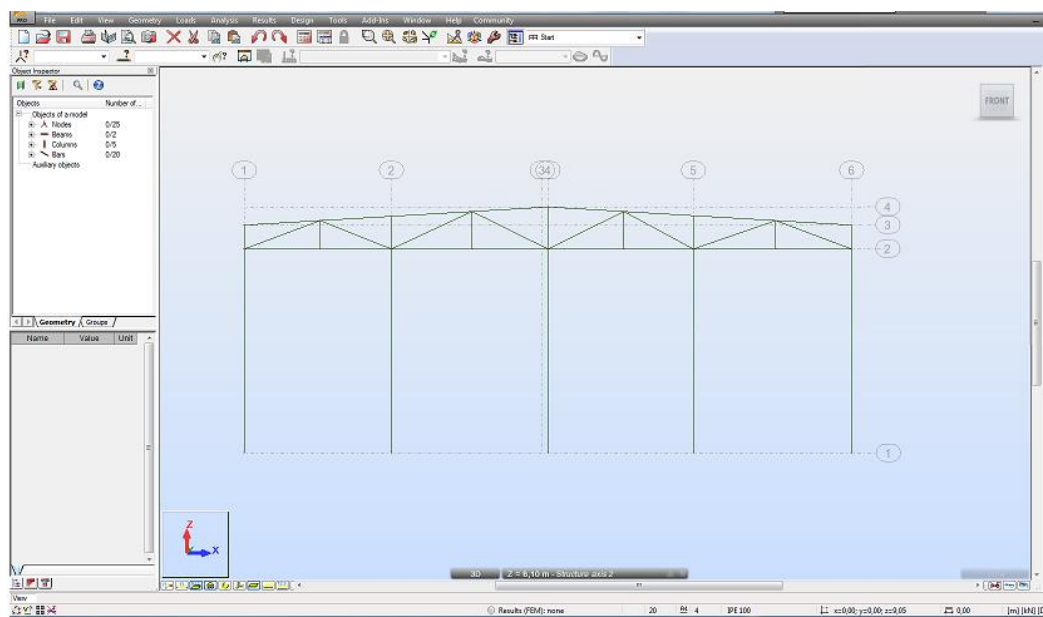 PRO File Edit View Geometry Loads Analysis Results Design Tools Add-Ins Window Help Community
Start
Object Inspector
Objects Number of...
Objects of a model
Nodes 0/25
Beams 0/2
Columns 0/5
Bars 0/20
Auxiliary objects
Geometry Groups
Name Value Unit
FRONT
1 2 34 5 6
4
3
2
1
Z
X
3D Z = 6,10 m - Structure axis 2
View
Results (FEM): none 20 4 IPE 100 x=0,00; y=0,00; z=9,05 0,00 [m] [kN] [D